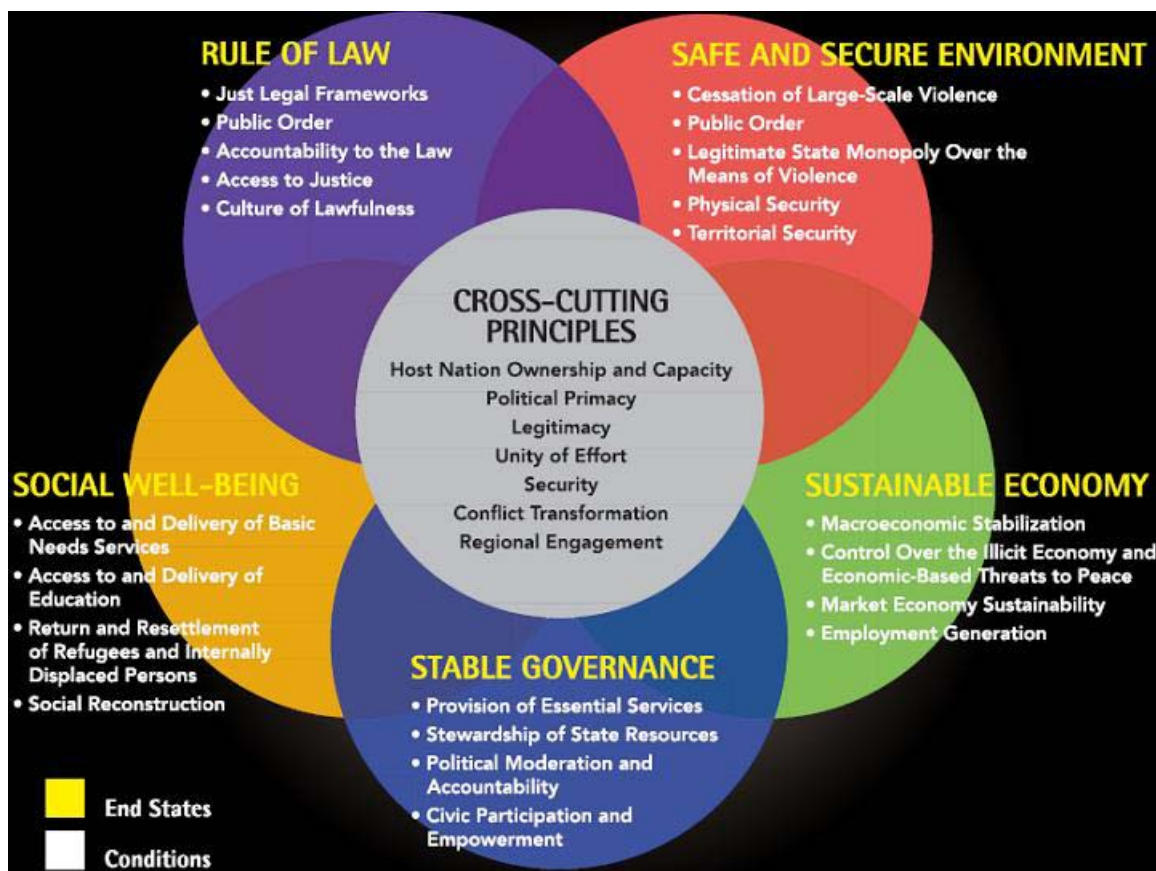 RULE OF LAW
• Just Legal Frameworks
• Public Order
• Accountability to the Law
• Access to Justice
• Culture of Lawfulness
SAFE AND SECURE ENVIRONMENT
• Cessation of Large-Scale Violence
• Public Order
• Legitimate State Monopoly Over the
Means of Violence
• Physical Security
• Territorial Security
CROSS-CUTTING
PRINCIPLES
Host Nation Ownership and Capacity
Political Primacy
Legitimacy
Unity of Effort
Security
Conflict Transformation
Regional Engagement
SOCIAL WELL-BEING
• Access to and Delivery of Basic
Needs Services
• Access to and Delivery of
Education
• Return and Resettlement
of Refugees and Internally
Displaced Persons
• Social Reconstruction
SUSTAINABLE ECONOMY
• Macroeconomic Stabilization
• Control Over the Illicit Economy and
Economic-Based Threats to Peace
• Market Economy Sustainability
• Employment Generation
STABLE GOVERNANCE
• Provision of Essential Services
• Stewardship of State Resources
• Political Moderation and
Accountability
• Civic Participation and
Empowerment
End States
Conditions